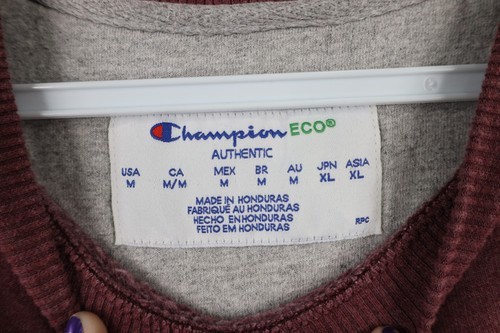 Champion ECO®
AUTHENTIC
USA CA MEX BR AU JPN ASIA
M M/M M M M XL XL
MADE IN HONDURAS
FABRIQUÉ AU HONDURAS
HECHO EN HONDURAS
FEITO EM HONDURAS
RPC